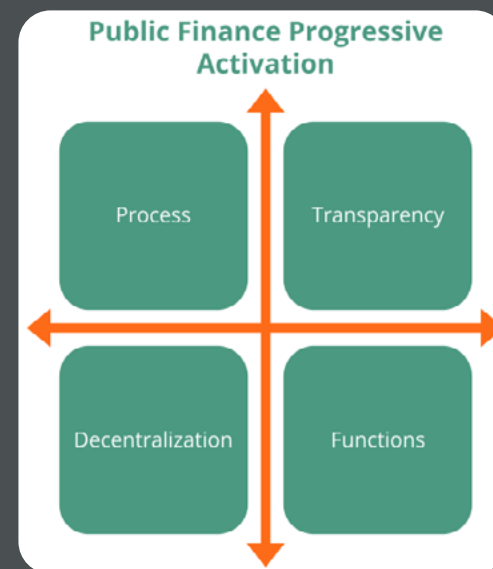 Public Finance Progressive
Activation
Process
Transparency
Decentralization
Functions